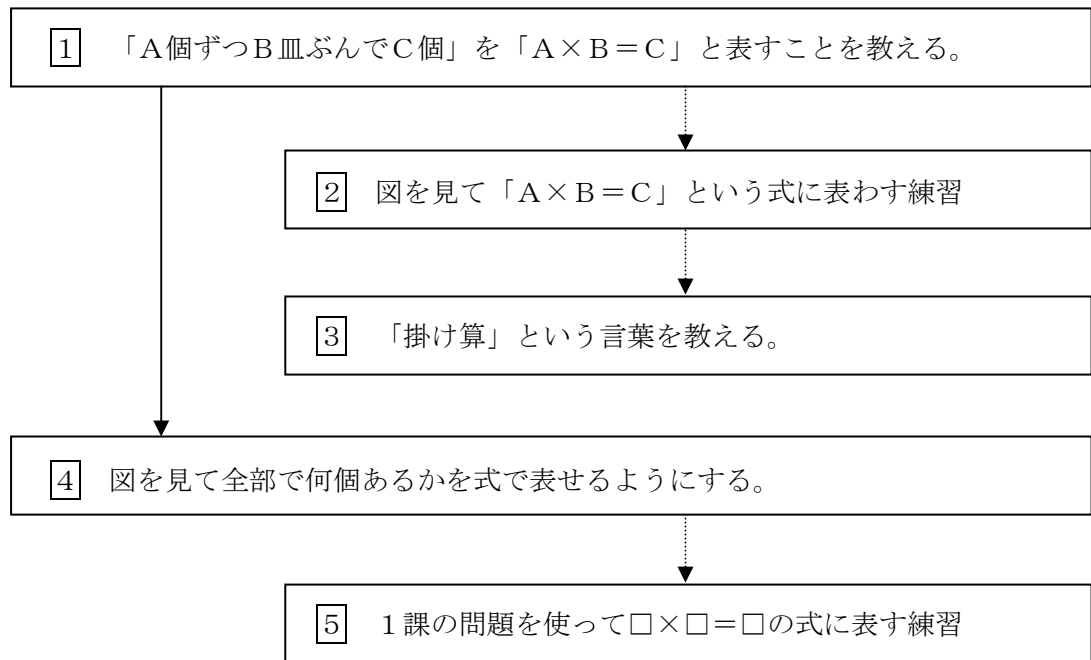 1 「Ａ個ずつＢ皿ぶんでＣ個」を「Ａ×Ｂ＝Ｃ」と表すことを教える。
2 図を見て「Ａ×Ｂ＝Ｃ」という式に表わす練習
3 「掛け算」という言葉を教える。
4 図を見て全部で何個あるかを式で表せるようにする。
5 １課の問題を使って□×□＝□の式に表す練習